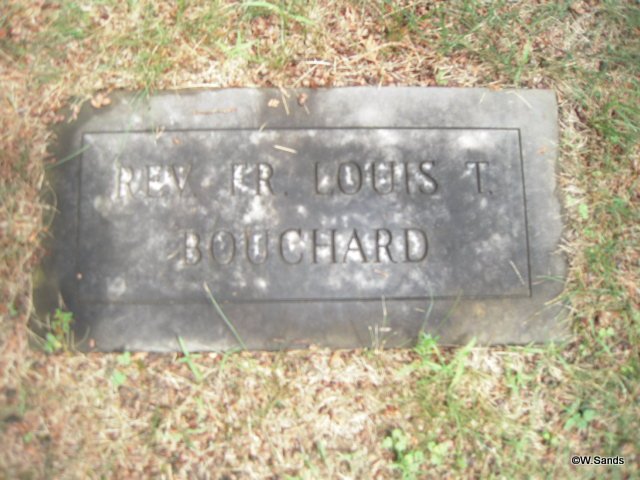 REV. FR. LOUIS T.
BOUCHARD
©W.Sands